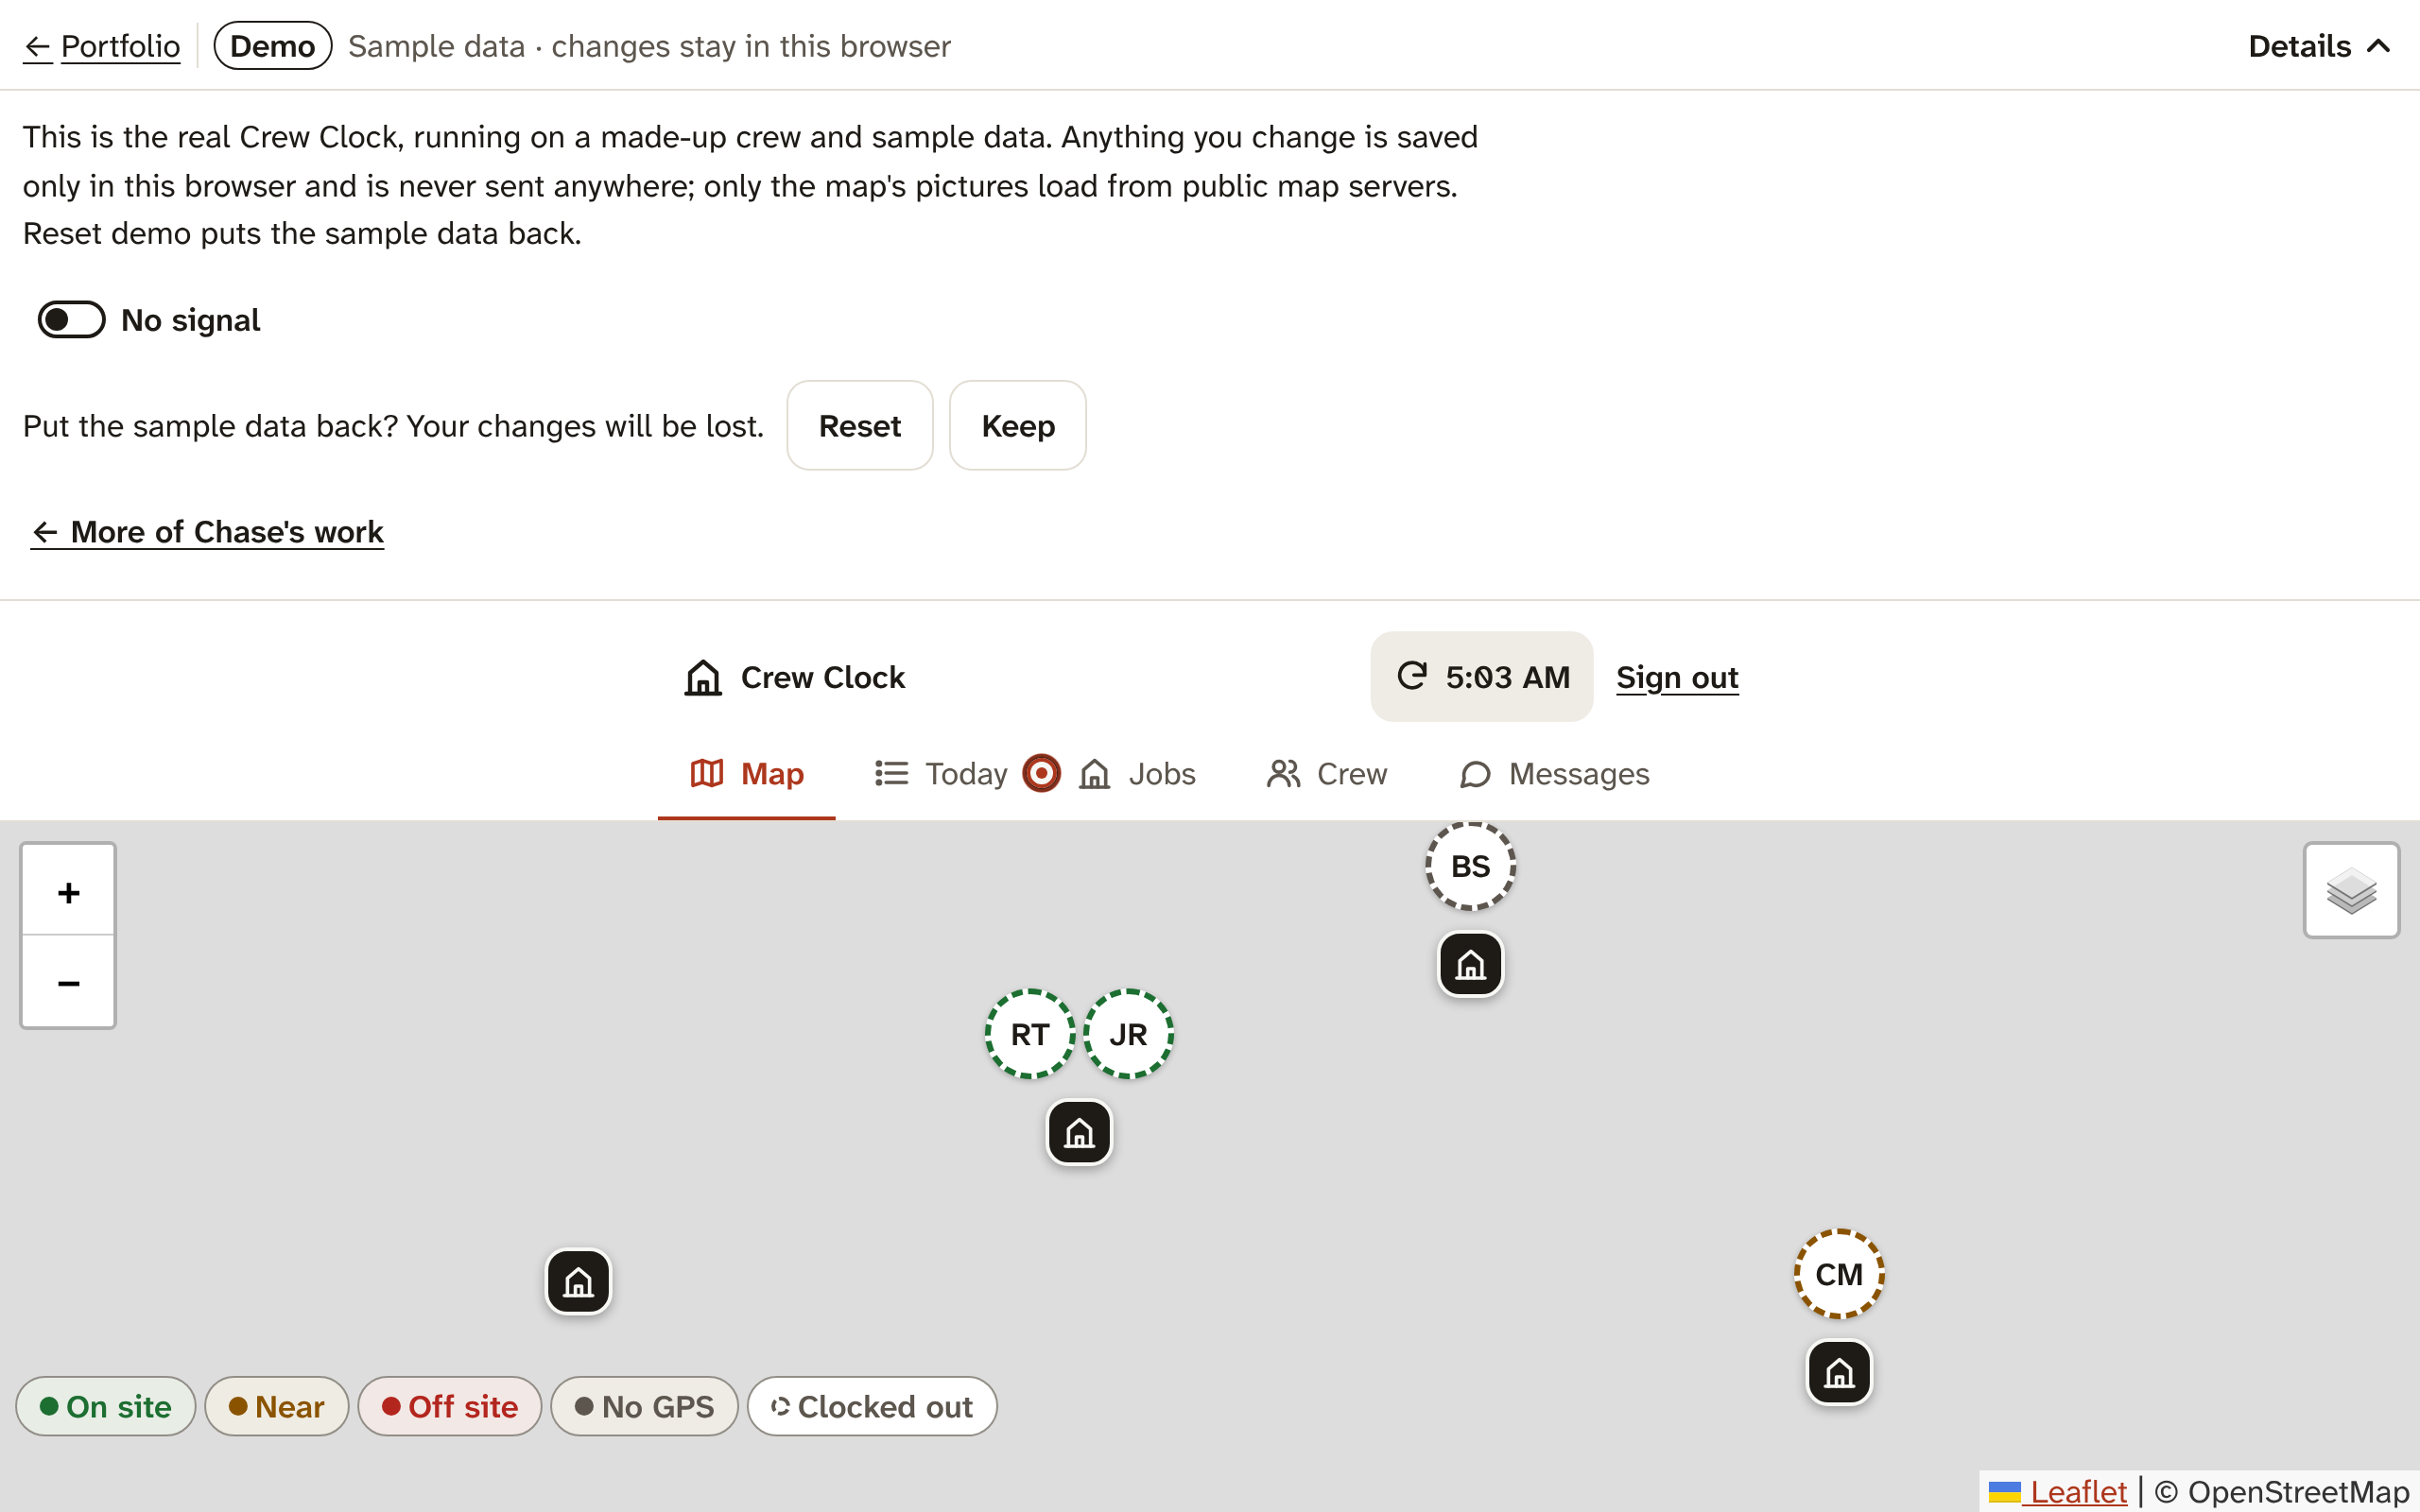 ← Portfolio Demo Sample data · changes stay in this browser Details
This is the real Crew Clock, running on a made-up crew and sample data. Anything you change is saved
only in this browser and is never sent anywhere; only the map's pictures load from public map servers.
Reset demo puts the sample data back.
No signal
Put the sample data back? Your changes will be lost. Reset Keep
← More of Chase's work
Crew Clock 5:03 AM Sign out
Map Today Jobs Crew Messages
+
−
BS
RT JR
CM
On site Near Off site No GPS Clocked out
Leaflet | © OpenStreetMap